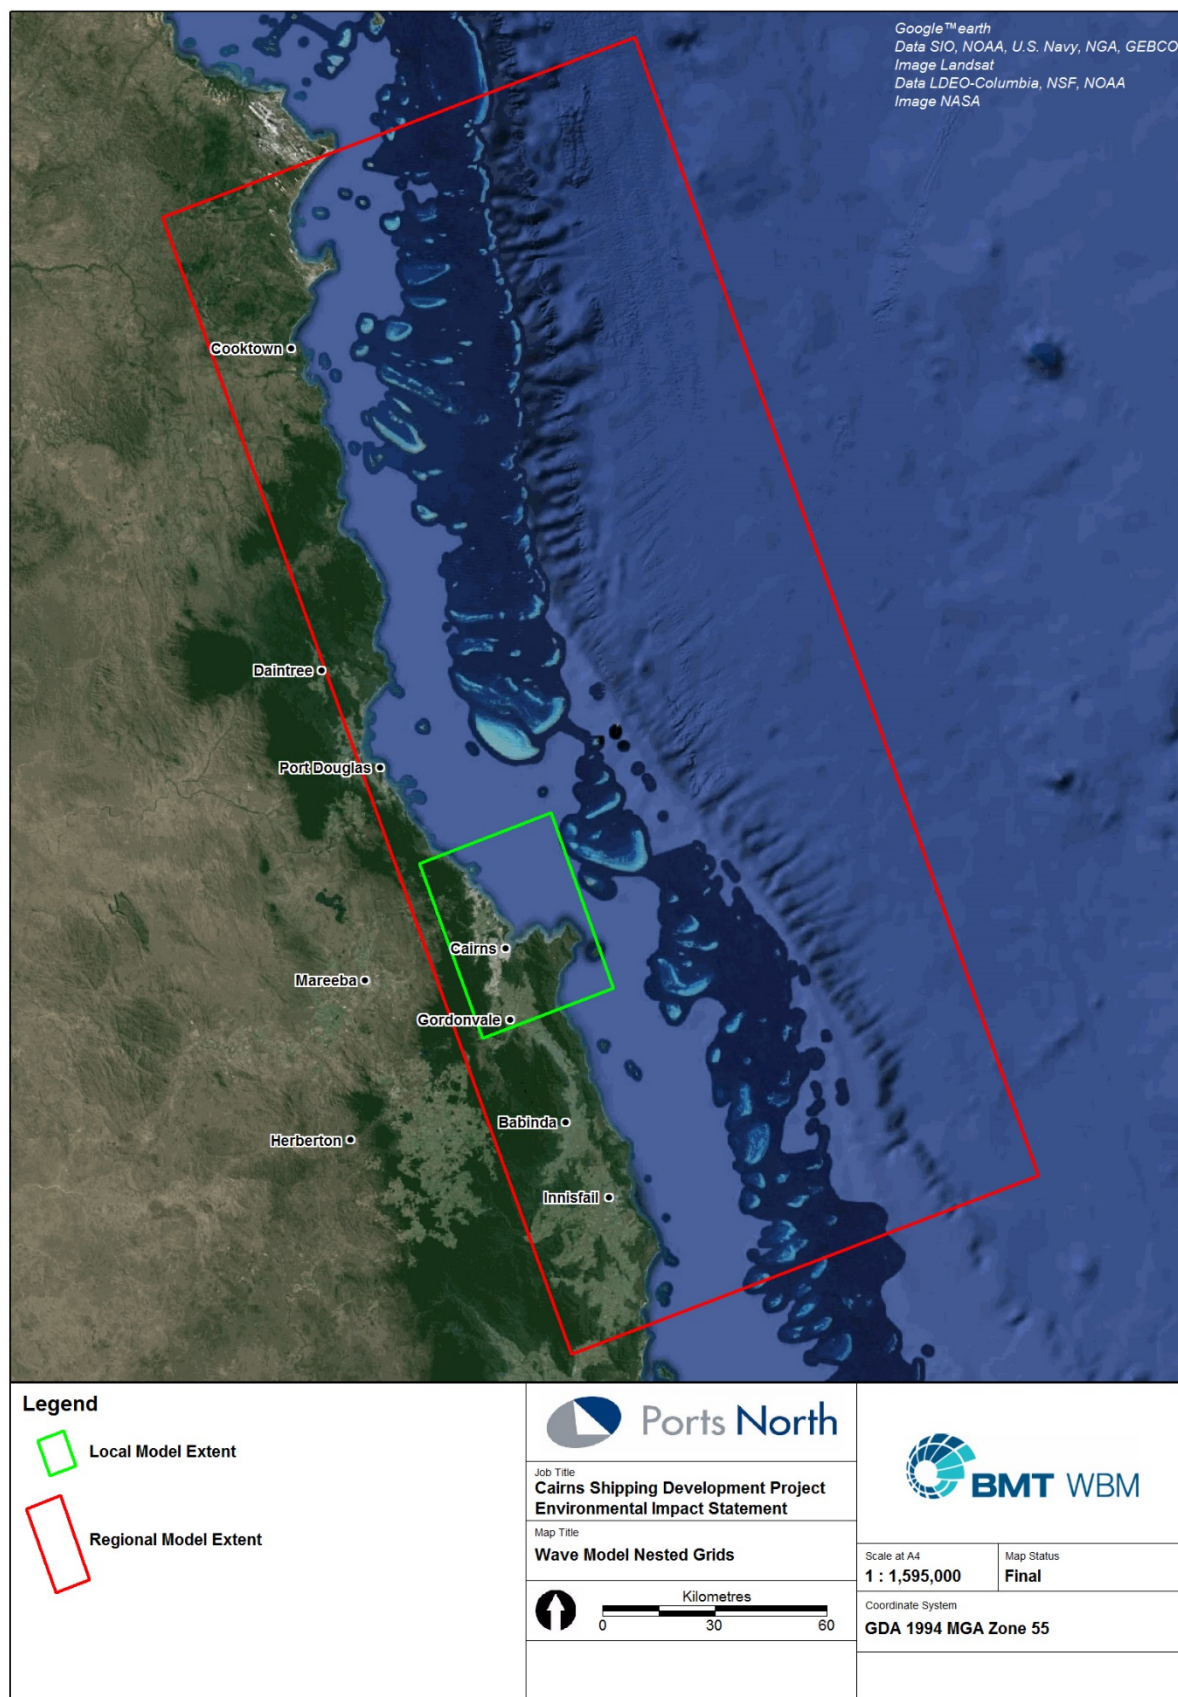 Google™earth
Data SIO, NOAA, U.S. Navy, NGA, GEBCO
Image Landsat
Data LDEO-Columbia, NSF, NOAA
Image NASA
Cooktown
Daintree
Port Douglas
Cairns
Mareeba
Gordonvale
Babinda
Herberton
Innisfail
Legend
Local Model Extent
Regional Model Extent
Ports North
Job Title
Cairns Shipping Development Project
Environmental Impact Statement
Map Title
Wave Model Nested Grids
Kilometres
0 30 60
BMT WBM
Scale at A4
1 : 1,595,000
Map Status
Final
Coordinate System
GDA 1994 MGA Zone 55